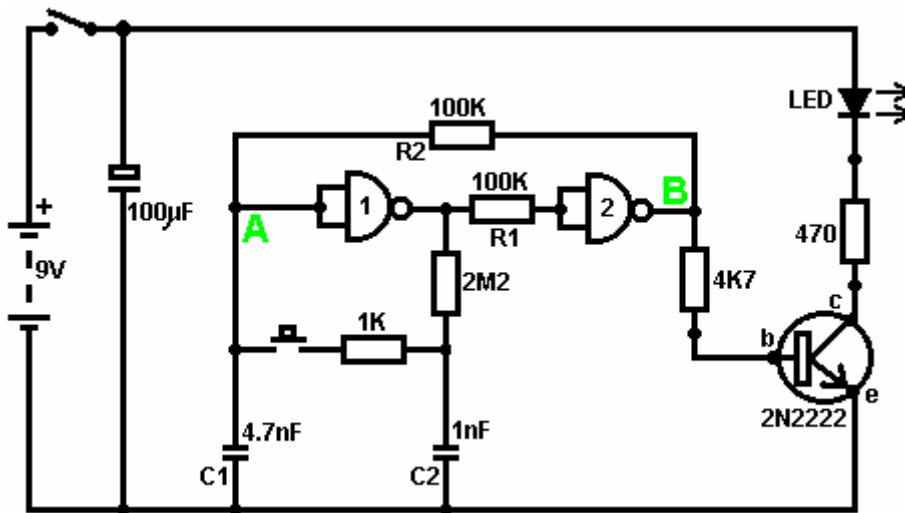 LED
100K
R2
+
100µF
A
1
100K
R1
2
B
470
9V
2M2
4K7
1K
c
b
e
2N2222
4.7nF
1nF
C1
C2